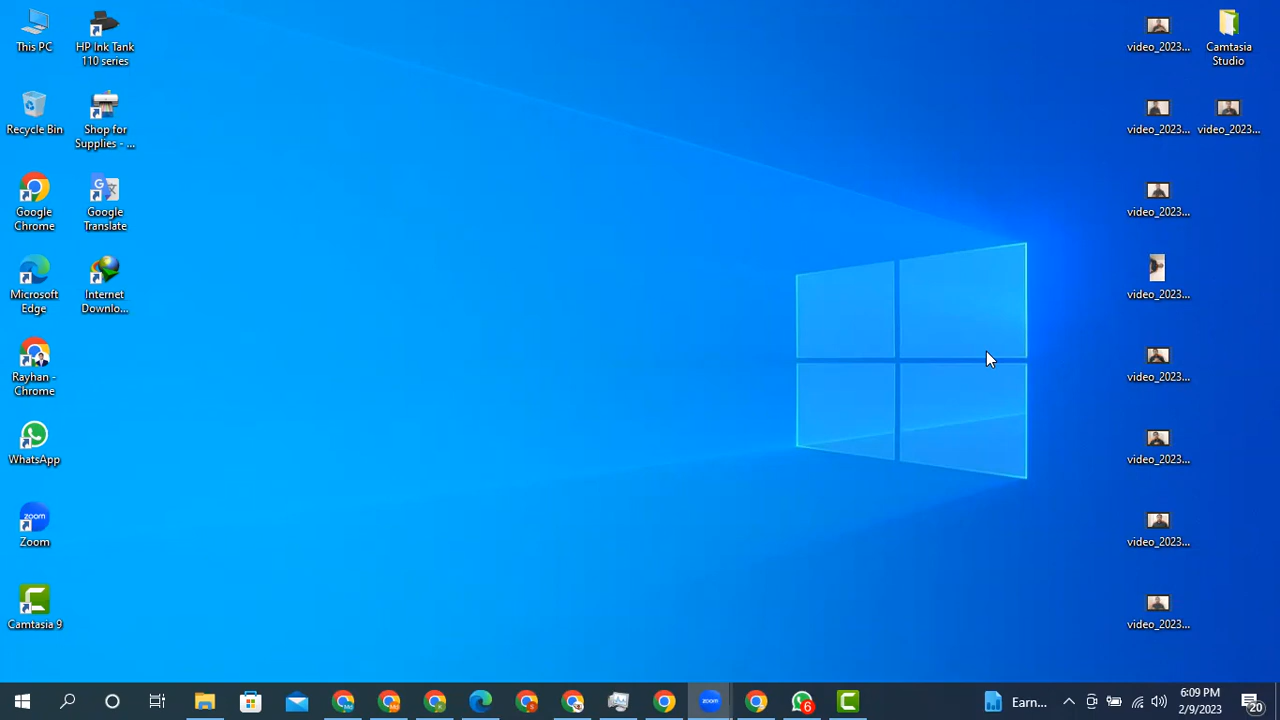 This PC
HP Ink Tank
110 series
Recycle Bin
Shop for
Supplies - ...
Google
Chrome
Google
Translate
Microsoft
Edge
Internet
Downlo...
Rayhan -
Chrome
WhatsApp
zoom
Zoom
Camtasia 9
video_2023...
Camtasia
Studio
video_2023...
video_2023...
video_2023...
video_2023...
video_2023...
video_2023...
video_2023...
video_2023...
zoom
6
Earn...
6:09 PM
2/9/2023
20